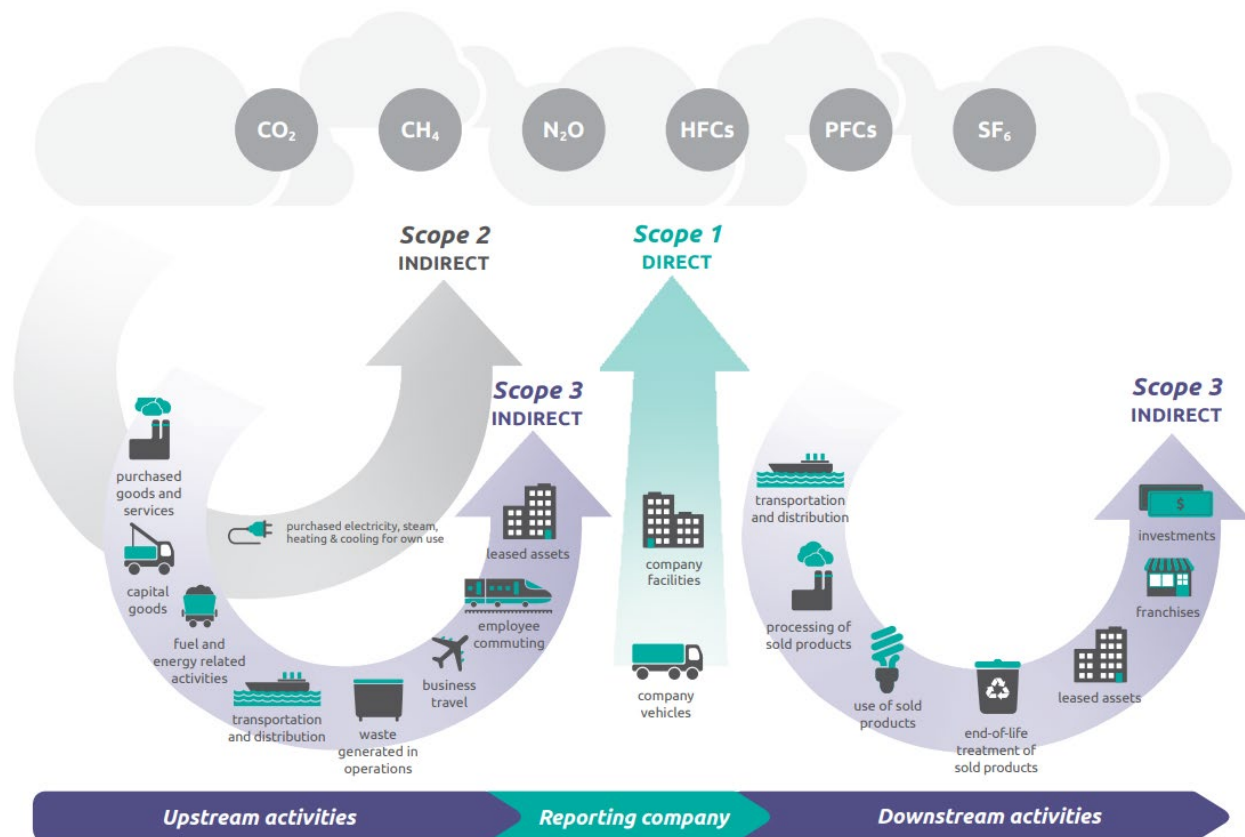 CO₂
CH₄
N₂O
HFCs
PFCs
SF₆
Scope 2
INDIRECT
Scope 1
DIRECT
Scope 3
INDIRECT
Scope 3
INDIRECT
purchased
goods and
services
capital
goods
fuel and
energy related
activities
purchased electricity, steam,
heating & cooling for own use
transportation
and distribution
waste
generated in
operations
business
travel
employee
commuting
leased assets
company
facilities
company
vehicles
transportation
and distribution
processing of
sold products
use of sold
products
end-of-life
treatment of
sold products
leased assets
franchises
$
investments
Upstream activities
Reporting company
Downstream activities